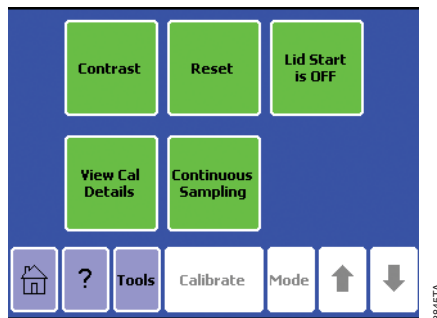 Contrast
Reset
Lid Start
is OFF
View Cal
Details
Continuous
Sampling
?
Tools
Calibrate
Mode